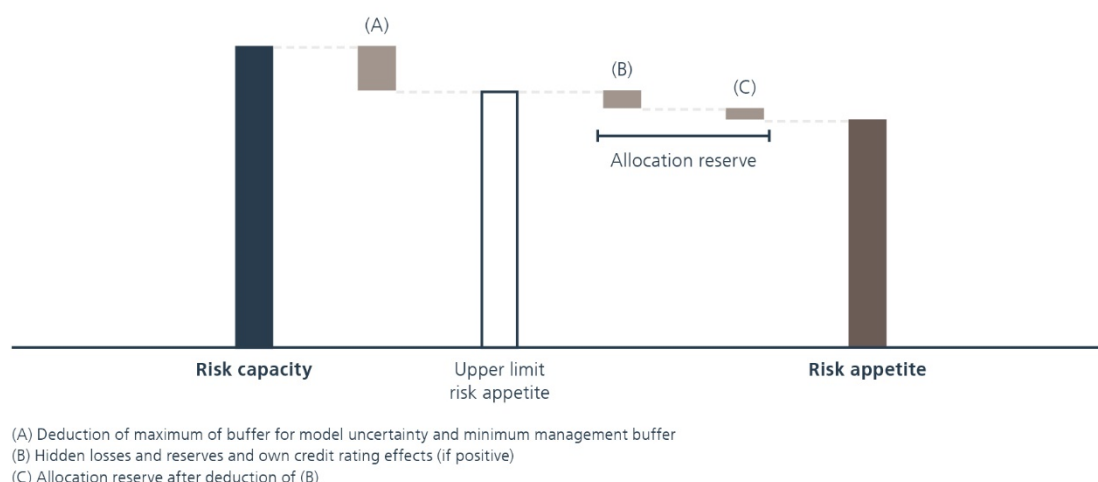 (A)
(B)
(C)
Allocation reserve
Risk capacity
Upper limit
risk appetite
Risk appetite
(A) Deduction of maximum of buffer for model uncertainty and minimum management buffer
(B) Hidden losses and reserves and own credit rating effects (if positive)
(C) Allocation reserve after deduction of (B)